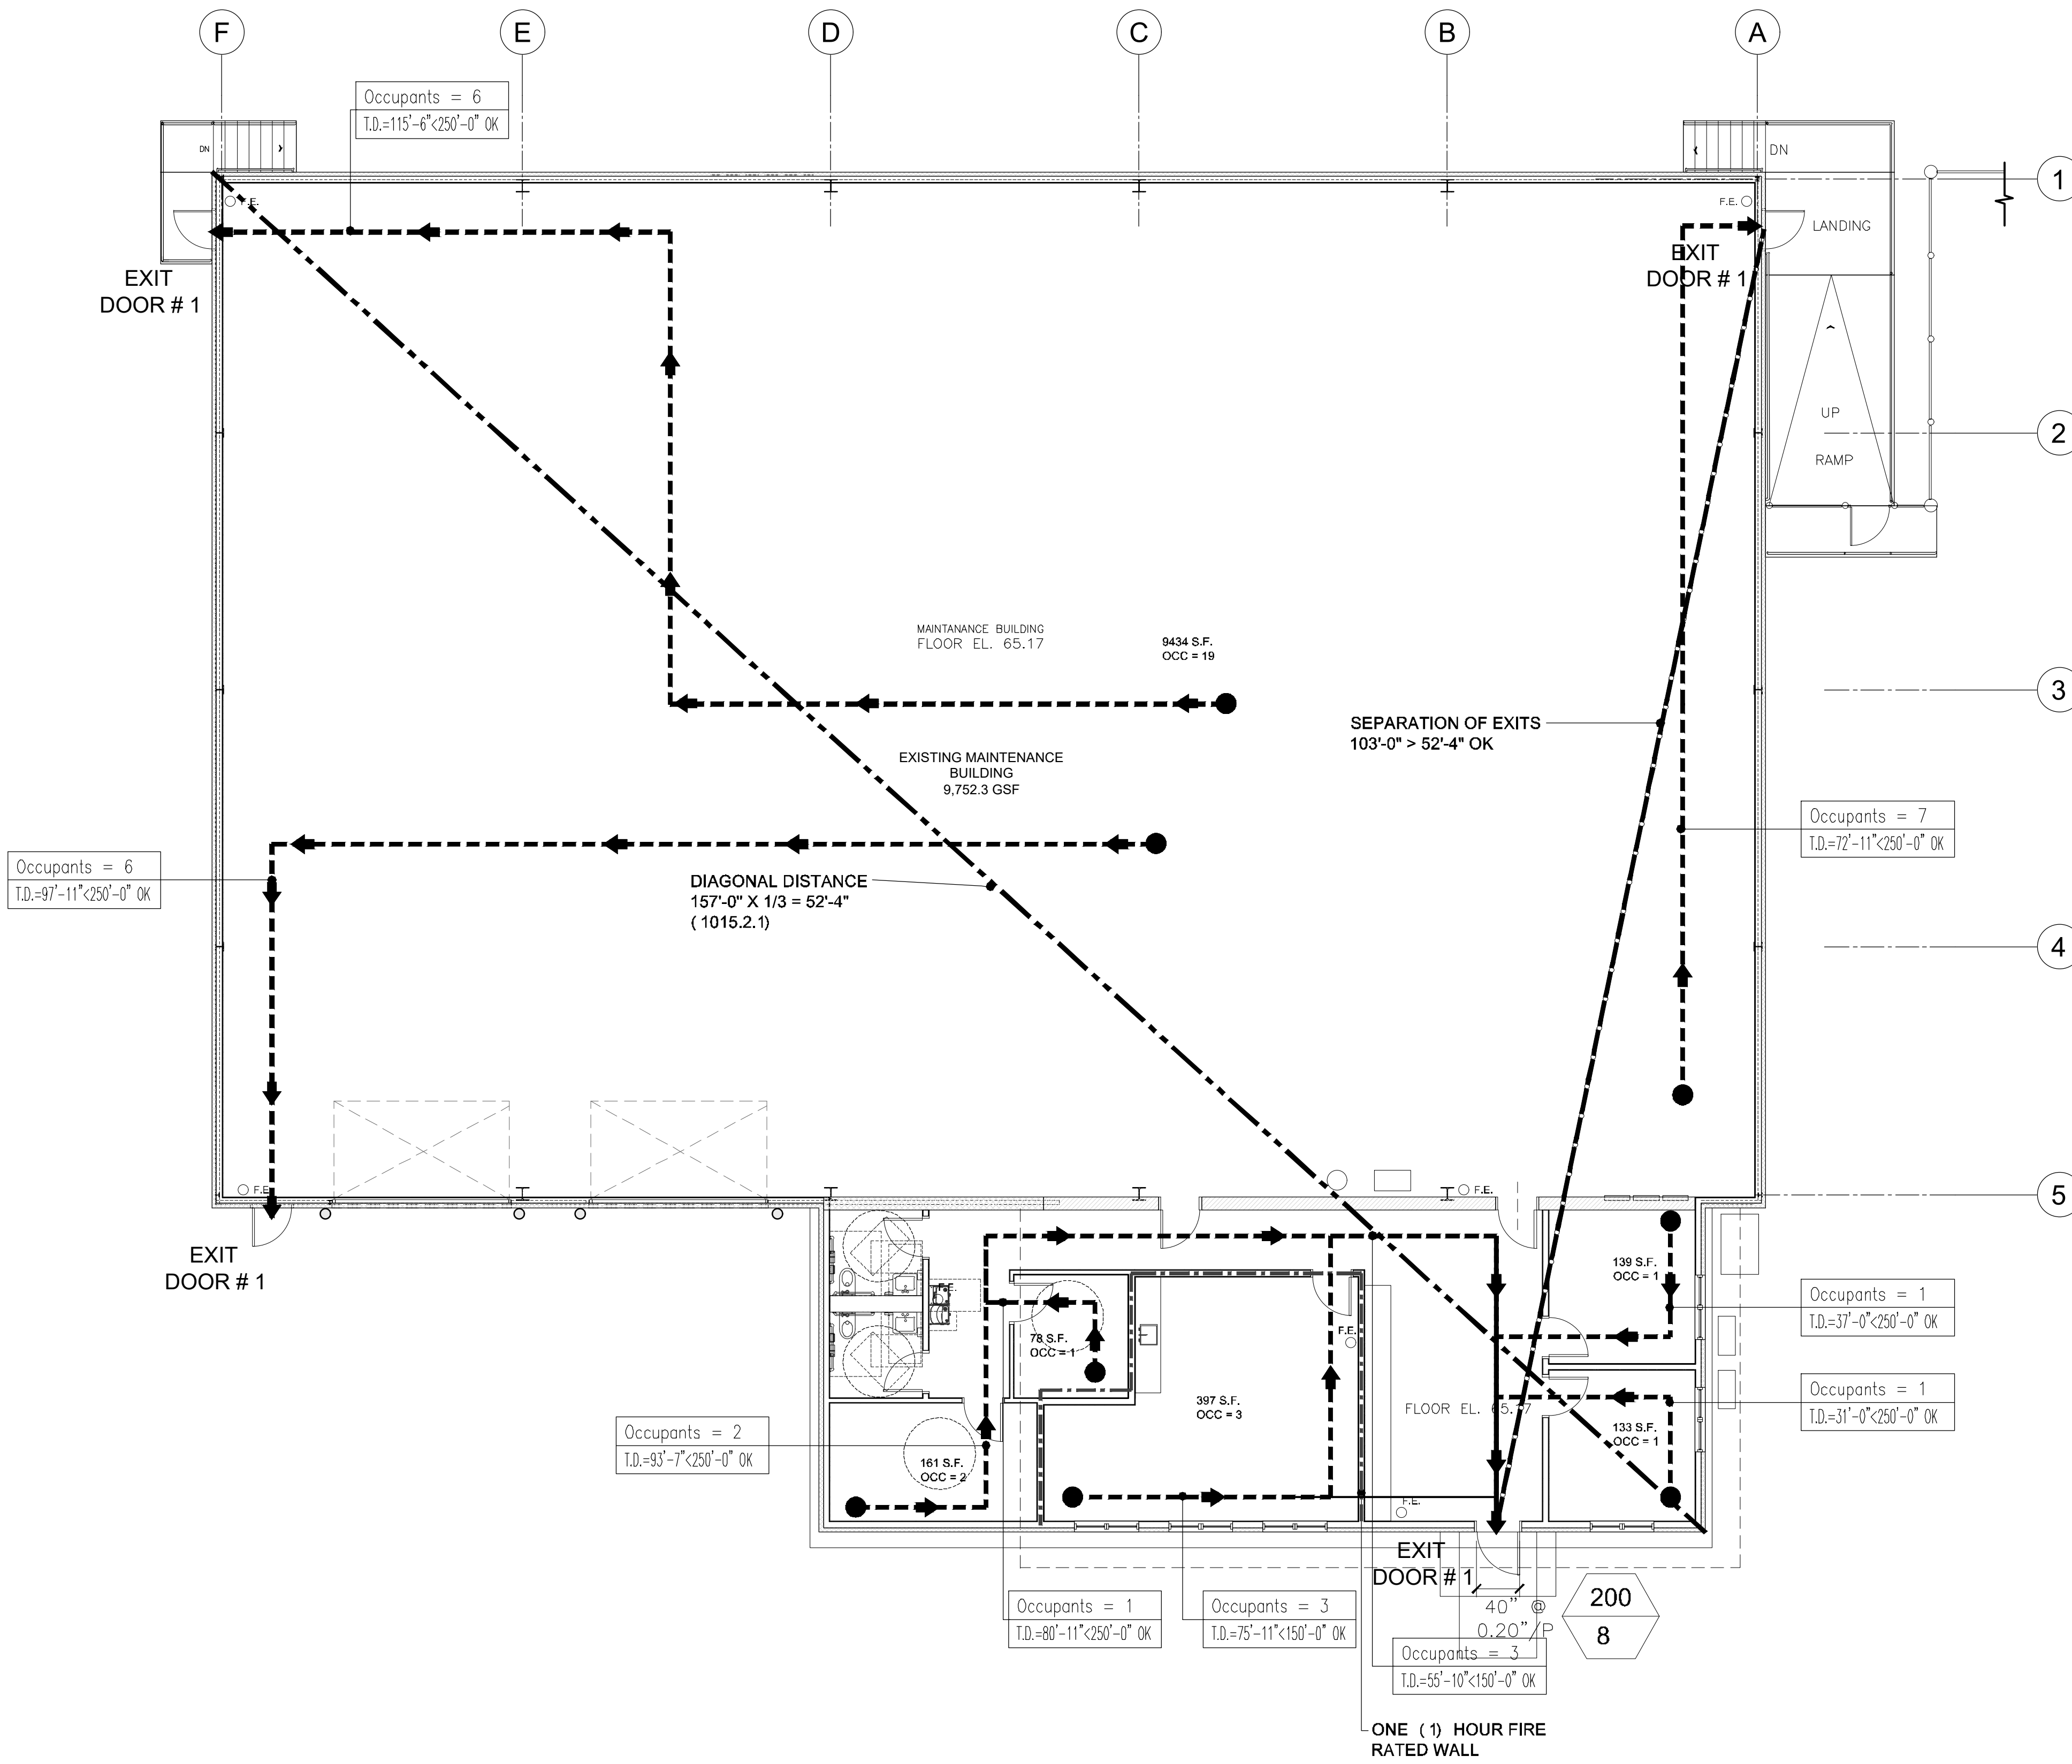 F
E
D
C
B
A
Occupants = 6
T.D.=115'-6"<250'-0" OK
DN
DN
1
F.E.
F.E.
LANDING
EXIT
DOOR # 1
EXIT
DOOR # 1
UP
RAMP
2
MAINTANANCE BUILDING
FLOOR EL. 65.17
9434 S.F.
OCC = 19
3
SEPARATION OF EXITS
103'-0" > 52'-4" OK
EXISTING MAINTENANCE
BUILDING
9,752.3 GSF
Occupants = 7
T.D.=72'-11"<250'-0" OK
Occupants = 6
T.D.=97'-11"<250'-0" OK
DIAGONAL DISTANCE
157'-0" X 1/3 = 52'-4"
( 1015.2.1)
4
F.E.
F.E.
5
EXIT
DOOR # 1
139 S.F.
OCC = 1
Occupants = 1
T.D.=37'-0"<250'-0" OK
F.E.
78 S.F.
OCC = 1
F.E.
397 S.F.
OCC = 3
FLOOR EL. 65.17
Occupants = 1
T.D.=31'-0"<250'-0" OK
133 S.F.
OCC = 1
Occupants = 2
T.D.=93'-7"<250'-0" OK
161 S.F.
OCC = 2
F.E.
EXIT
DOOR # 1
40" @
0.20" /P
200
8
Occupants = 1
T.D.=80'-11"<250'-0" OK
Occupants = 3
T.D.=75'-11"<150'-0" OK
Occupants = 3
T.D.=55'-10"<150'-0" OK
ONE ( 1) HOUR FIRE
RATED WALL